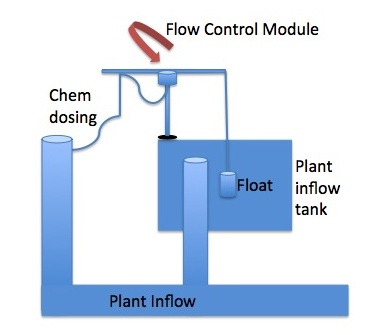 Flow Control Module
Chem
dosing
Plant
inflow
tank
Float
Plant Inflow